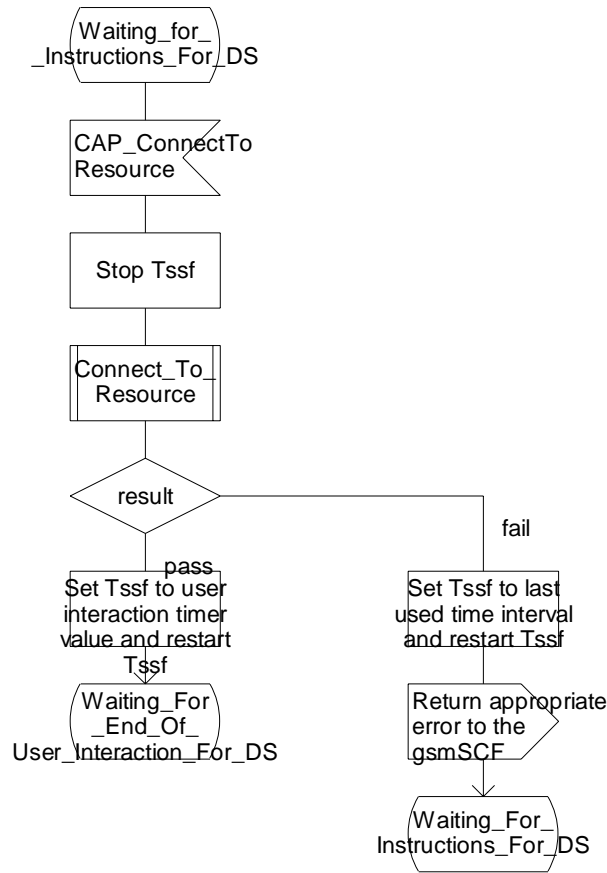 Waiting_for_
_Instructions_For_DS
CAP_ConnectTo
Resource
Stop Tssf
Connect_To_
Resource
result
pass
fail
Set Tssf to user
interaction timer
value and restart
Tssf
Set Tssf to last
used time interval
and restart Tssf
Waiting_For
_End_Of_
User_Interaction_For_DS
Return appropriate
error to the
gsmSCF
Waiting_For_
Instructions_For_DS